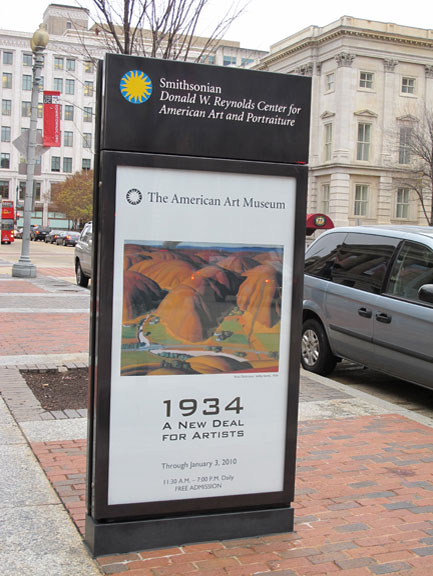 Smithsonian
Donald W. Reynolds Center for
American Art and Portraiture
The American Art Museum
1934
A NEW DEAL
FOR ARTISTS
Through January 3, 2010
11:30 A.M. – 7:00 P.M. Daily
FREE ADMISSION